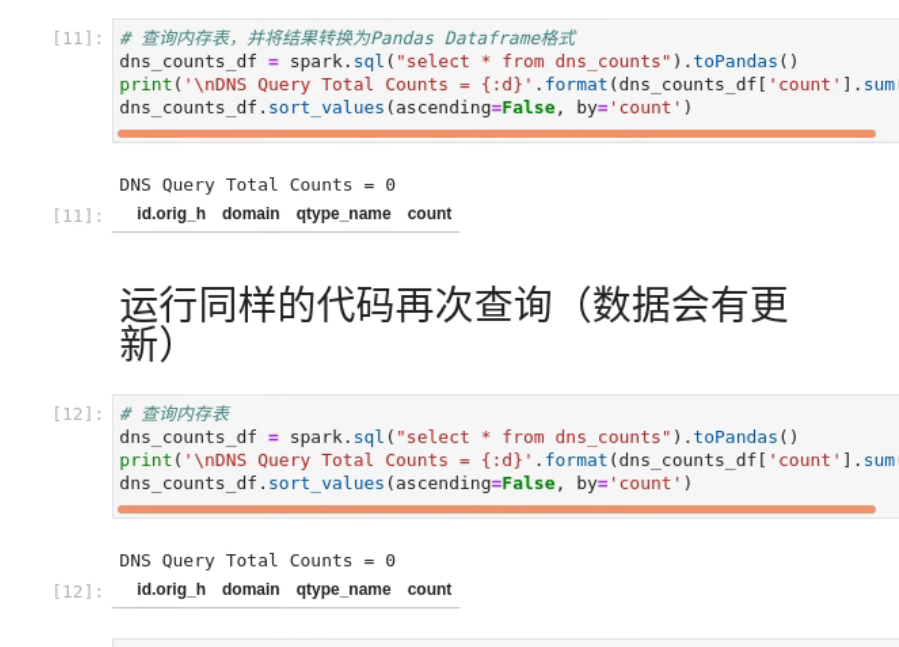 [11]:
# 查询内存表，并将结果转换为Pandas Dataframe格式
dns_counts_df = spark.sql("select * from dns_counts").toPandas()
print('\nDNS Query Total Counts = {:d}'.format(dns_counts_df['count'].sum(
dns_counts_df.sort_values(ascending=False, by='count')
DNS Query Total Counts = 0
[11]:
id.orig_h domain qtype_name count
运行同样的代码再次查询（数据会有更
新）
[12]:
# 查询内存表
dns_counts_df = spark.sql("select * from dns_counts").toPandas()
print('\nDNS Query Total Counts = {:d}'.format(dns_counts_df['count'].sum(
dns_counts_df.sort_values(ascending=False, by='count')
DNS Query Total Counts = 0
[12]:
id.orig_h domain qtype_name count